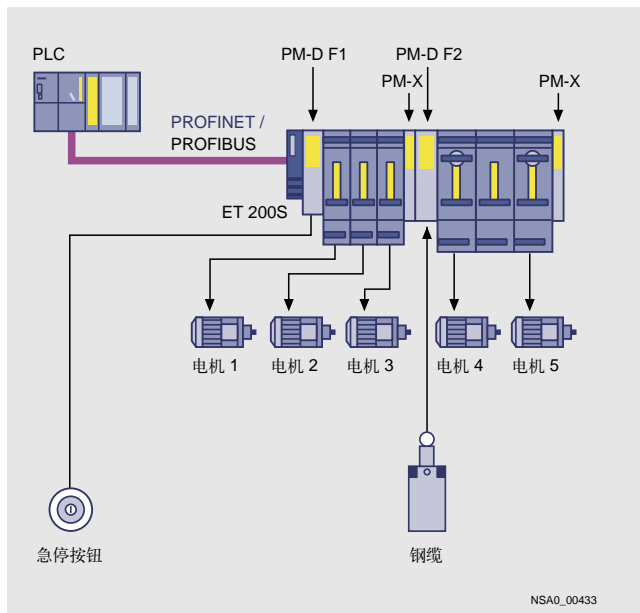 PLC
PM-D F1
PM-D F2
PM-X
PM-X
PROFINET /
PROFIBUS
ET 200S
电机 1
电机 2
电机 3
电机 4
电机 5
急停按钮
钢缆
NSA0_00433